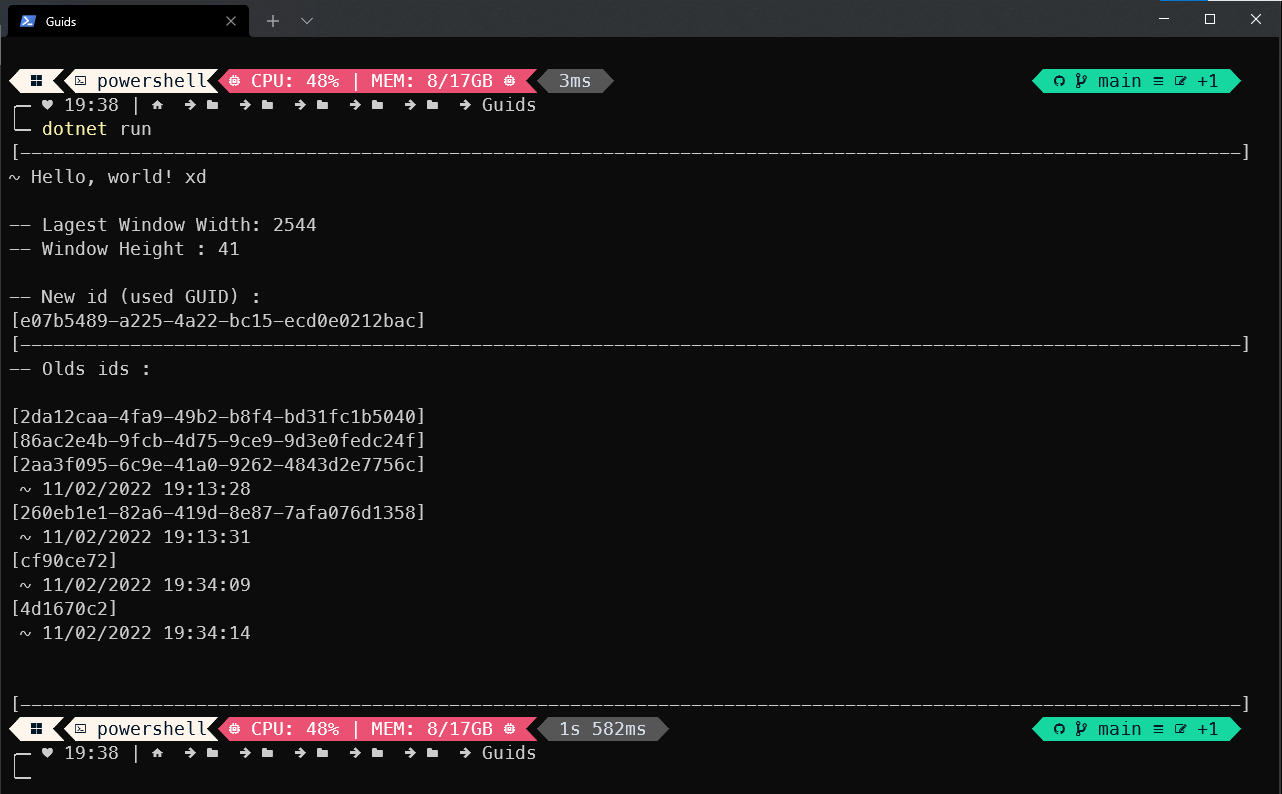 Guids
powershell CPU: 48% | MEM: 8/17GB 3ms main ≡ +1
♥ 19:38 | → → → → → → Guids
dotnet run
[———————————————————————————————————————————————————————————————————————————————————————————————————————————————]
~ Hello, world! xd
-- Lagest Window Width: 2544
-- Window Height : 41
-- New id (used GUID) :
[e07b5489-a225-4a22-bc15-ecd0e0212bac]
[———————————————————————————————————————————————————————————————————————————————————————————————————————————————]
-- Olds ids :
[2da12caa-4fa9-49b2-b8f4-bd31fc1b5040]
[86ac2e4b-9fcb-4d75-9ce9-9d3e0fedc24f]
[2aa3f095-6c9e-41a0-9262-4843d2e7756c]
~ 11/02/2022 19:13:28
[260eb1e1-82a6-419d-8e87-7afa076d1358]
~ 11/02/2022 19:13:31
[cf90ce72]
~ 11/02/2022 19:34:09
[4d1670c2]
~ 11/02/2022 19:34:14
[———————————————————————————————————————————————————————————————————————————————————————————————————————————————]
powershell CPU: 48% | MEM: 8/17GB 1s 582ms main ≡ +1
♥ 19:38 | → → → → → → Guids